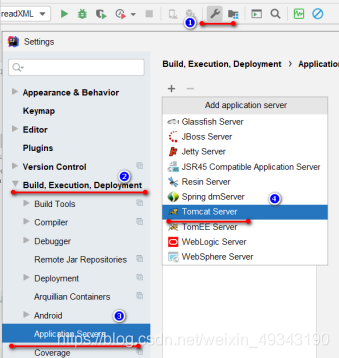 readXML
1
Settings
Appearance & Behavior
Keymap
Editor
Plugins
Version Control
2
Build, Execution, Deployment
Build Tools
Compiler
Debugger
Remote Jar Repositories
Deployment
Arquillian Containers
Android
3
Application Servers
Coverage
Build, Execution, Deployment › Applicatio
Add application server
Glassfish Server
JBoss Server
Jetty Server
JSR45 Compatible Application Server
Resin Server
Spring dmServer
4
Tomcat Server
TomEE Server
WebLogic Server
WebSphere Server
https://blog.csdn.net/weixin_49343190